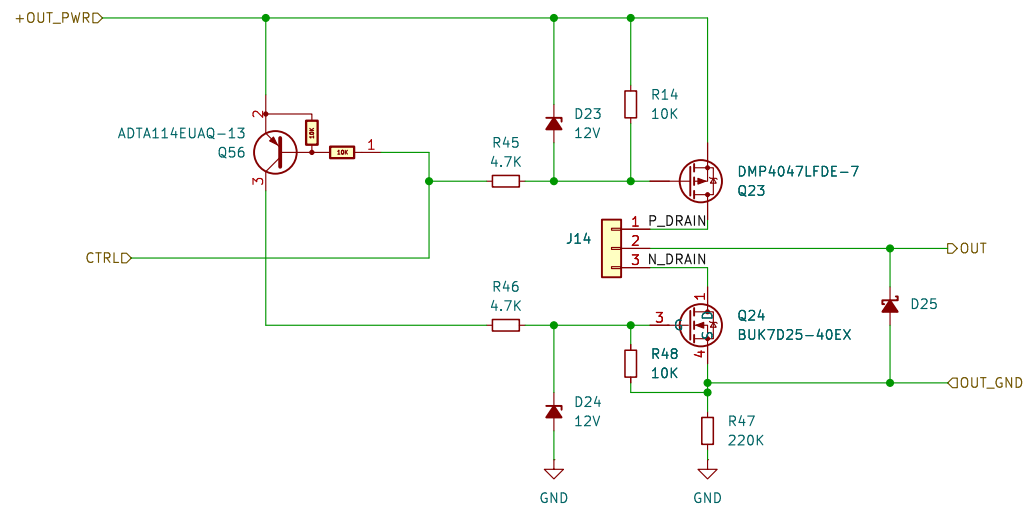 +OUT_PWR
R14
10K
D23
12V
2
10K
ADTA114EUAQ-13
Q56
10K
1
3
R45
4.7K
DMP4047LFDE-7
Q23
J14
1
P_DRAIN
2
OUT
3
N_DRAIN
CTRL
R46
4.7K
1
D25
3
G
D
S
Q24
BUK7D25-40EX
4
R48
10K
OUT_GND
D24
12V
R47
220K
GND
GND